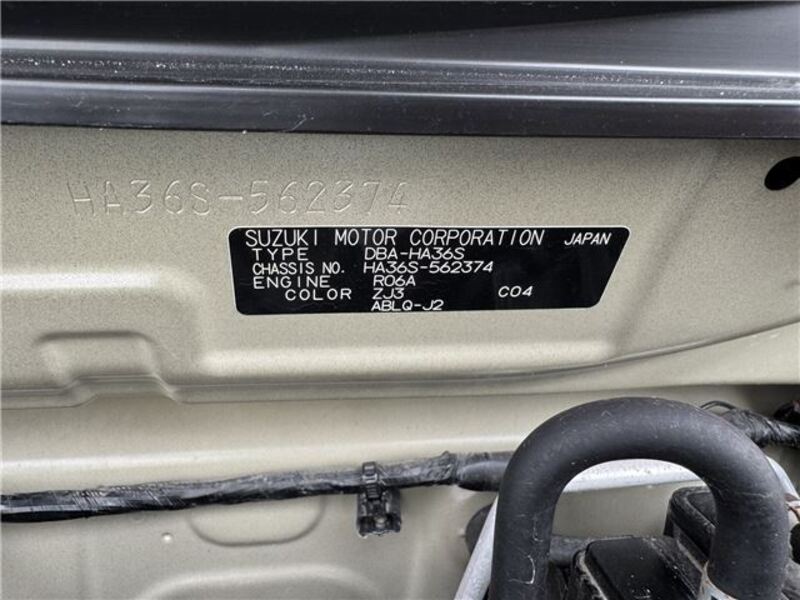 HA36S-562374
SUZUKI MOTOR CORPORATION JAPAN
TYPE DBA-HA36S
CHASSIS NO. HA36S-562374
ENGINE R06A
COLOR ZJ3 C04
ABLQ-J2